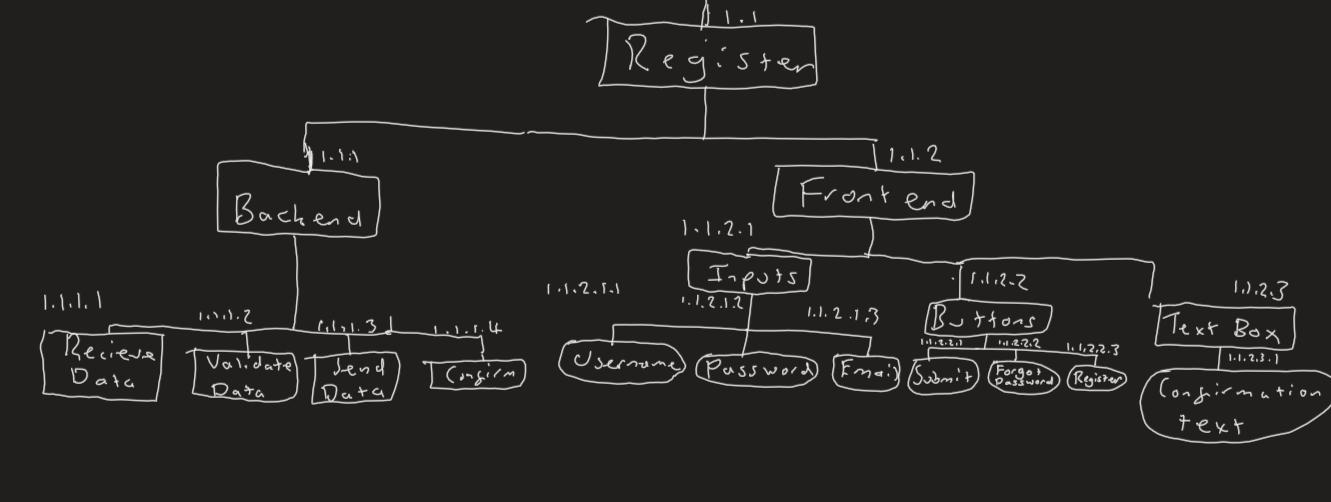 1.1
Register
1.1.1
1.1.2
Backend
Frontend
1.1.2.1
Inputs
1.1.2.2
Buttons
1.1.2.3
Text Box
1.1.1.1
Recieve
Data
1.1.1.2
Validate
Data
1.1.1.3
Send
Data
1.1.1.4
Confirm
1.1.2.1.1
Username
1.1.2.1.2
Password
1.1.2.1.3
Email
1.1.2.2.1
Submit
1.1.2.2.2
Forgot
Password
1.1.2.2.3
Register
1.1.2.3.1
Confirmation
text